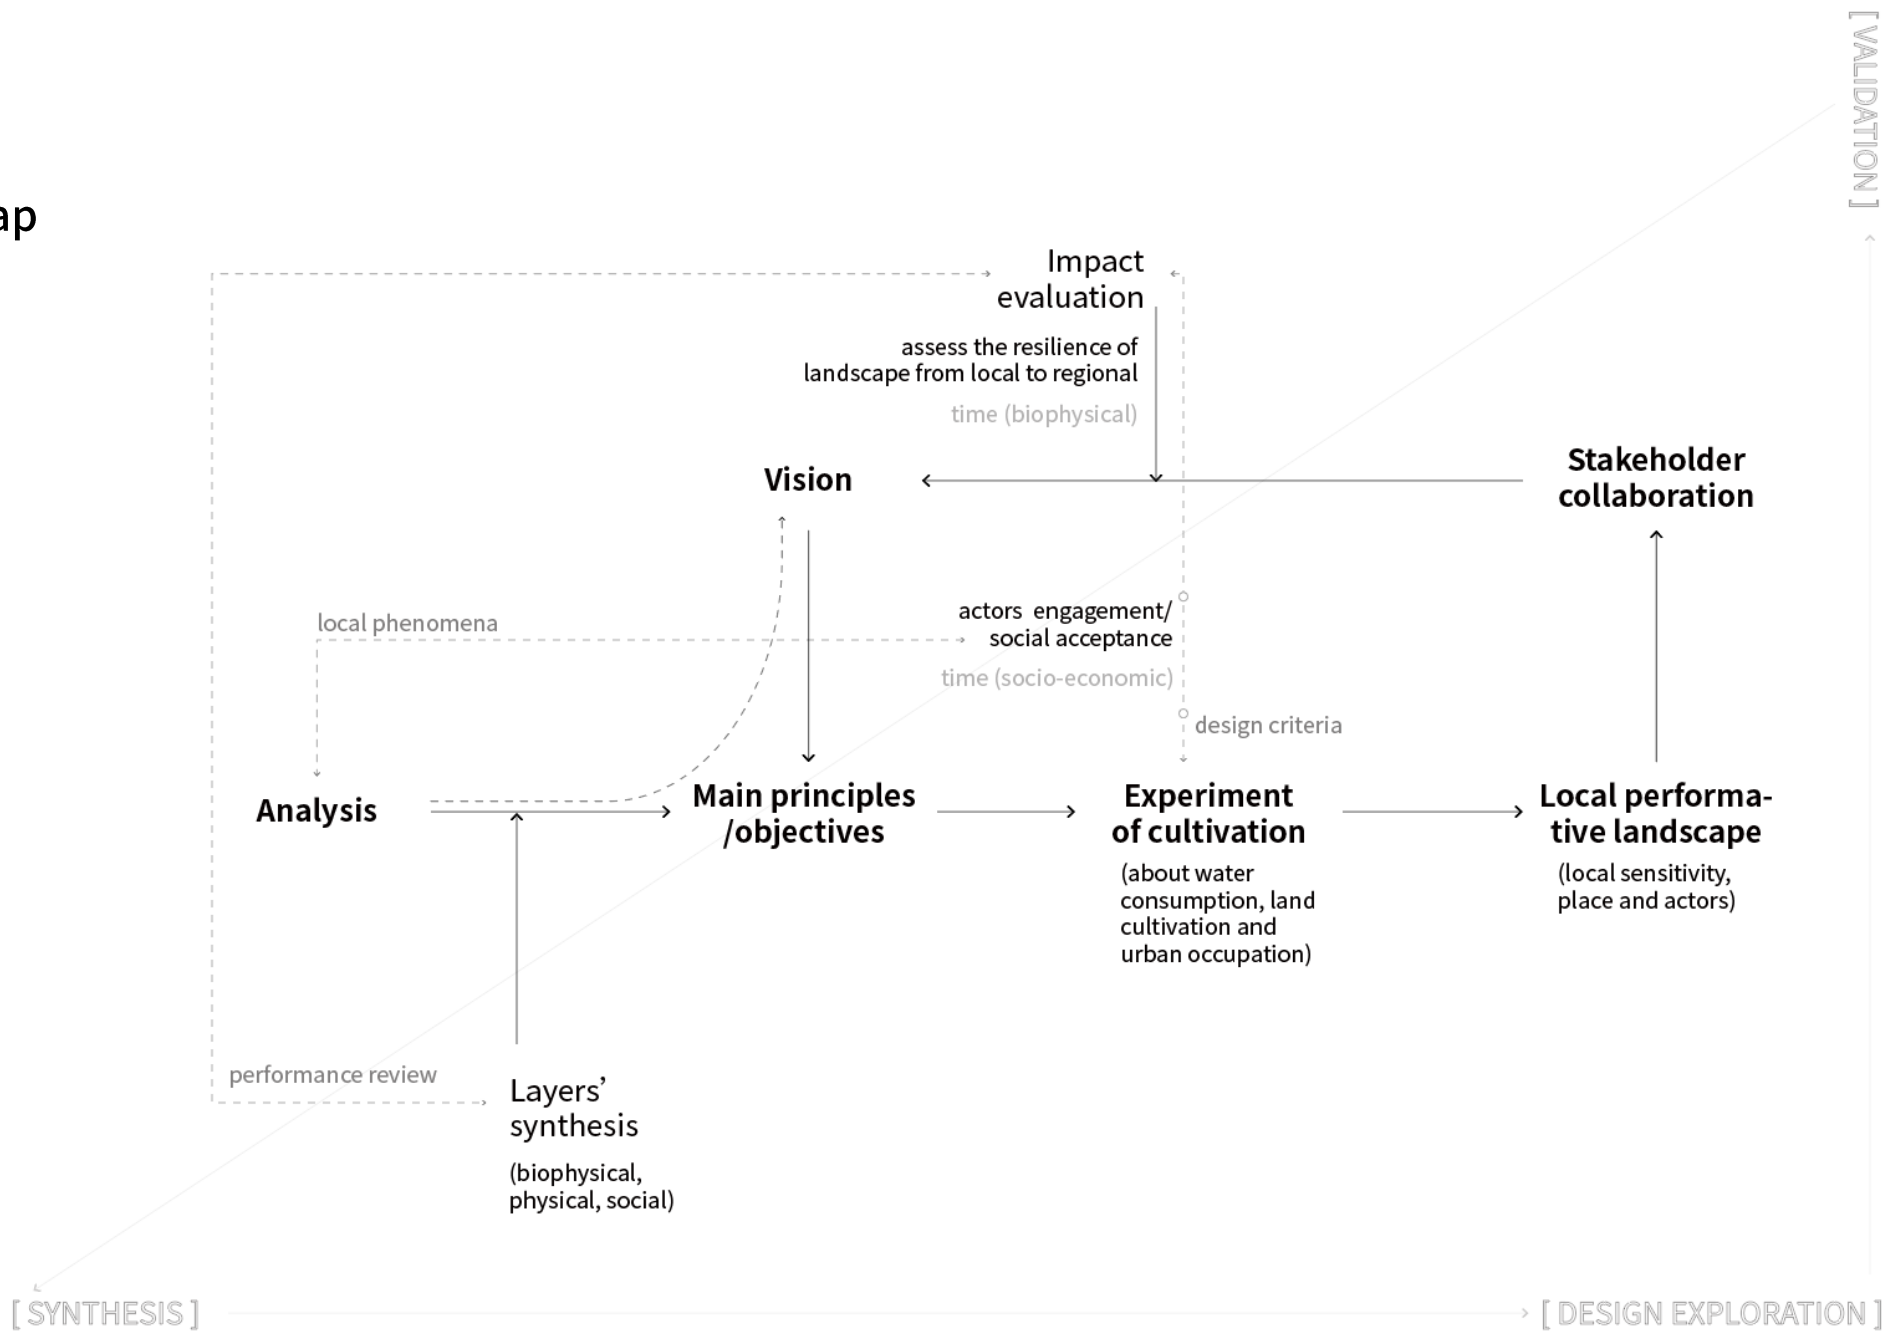 [ VALIDATION ]
ap
Impact
evaluation
assess the resilience of
landscape from local to regional
time (biophysical)
Vision
Stakeholder
collaboration
local phenomena
actors engagement/
social acceptance
time (socio-economic)
design criteria
Analysis
Main principles
/objectives
Experiment
of cultivation
(about water
consumption, land
cultivation and
urban occupation)
Local performa-
tive landscape
(local sensitivity,
place and actors)
performance review
Layers’
synthesis
(biophysical,
physical, social)
[ SYNTHESIS ]
[ DESIGN EXPLORATION ]